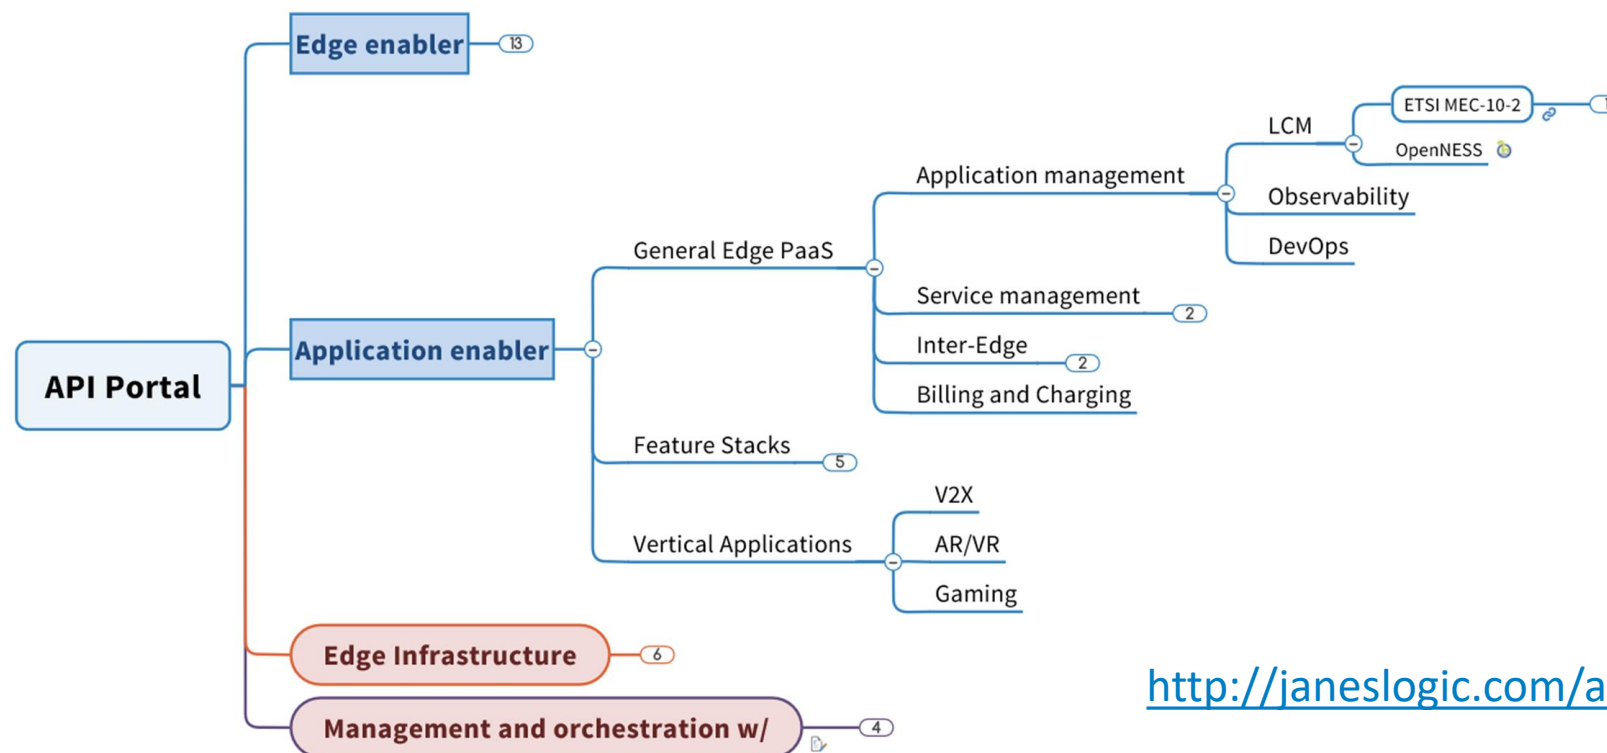 Edge enabler
13
ETSI MEC-10-2
LCM
OpenNESS
Application management
Observability
DevOps
General Edge PaaS
Service management
2
Inter-Edge
2
Billing and Charging
Application enabler
API Portal
Feature Stacks
5
V2X
Vertical Applications
AR/VR
Gaming
Edge Infrastructure
6
http://janeslogic.com/a
Management and orchestration w/
4